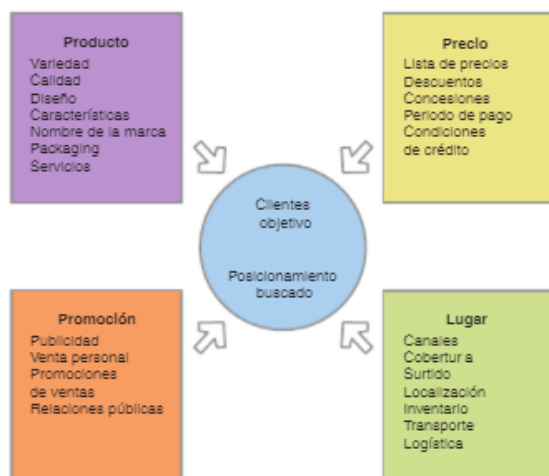 Producto
Variedad
Calidad
Diseño
Características
Nombre de la marca
Packaging
Servicios
Precio
Lista de precios
Descuentos
Concesiones
Periodo de pago
Condiciones
de crédito
Clientes
objetivo
Posicionamiento
buscado
Promoción
Publicidad
Venta personal
Promociones
de ventas
Relaciones públicas
Lugar
Canales
Cobertur a
Surtido
Localización
Inventario
Transporte
Logística